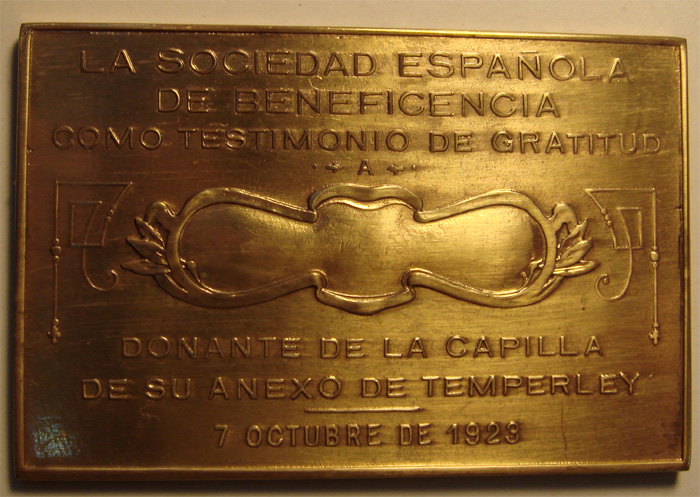 LA SOCIEDAD ESPAÑOLA
DE BENEFICENCIA
COMO TESTIMONIO DE GRATITUD
A
DONANTE DE LA CAPILLA
DE SU ANEXO DE TEMPERLEY
7 OCTUBRE DE 1923